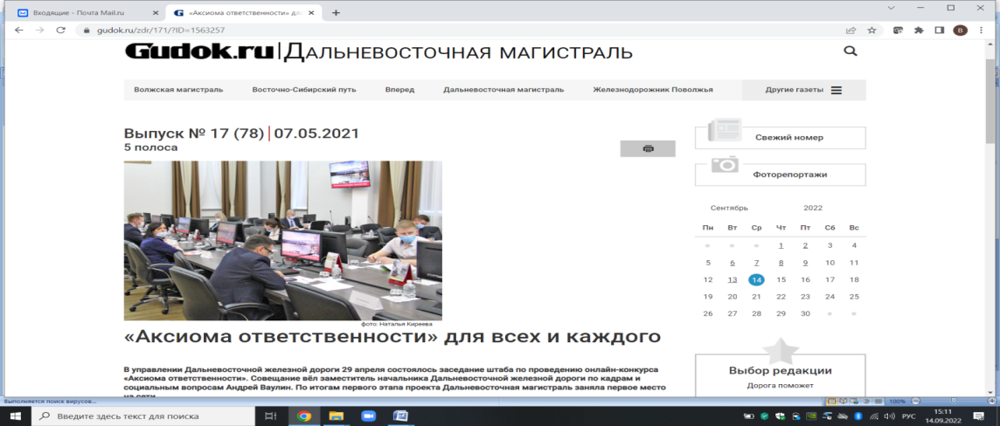 Входящие - Почта Mail.ru
«Аксиома ответственности» дл
gudok.ru/zdr/171/?ID=1563257
В
Gudok.ru | Дальневосточная магистраль
Волжская магистраль Восточно-Сибирский путь Вперед Дальневосточная магистраль Железнодорожник Поволжья Другие газеты
Выпуск № 17 (78) | 07.05.2021
5 полоса
фото: Наталья Киреева
«Аксиома ответственности» для всех и каждого
В управлении Дальневосточной железной дороги 29 апреля состоялось заседание штаба по проведению онлайн-конкурса
«Аксиома ответственности». Совещание вёл заместитель начальника Дальневосточной железной дороги по кадрам и
социальным вопросам Андрей Ваулин. По итогам первого этапа проекта Дальневосточная магистраль заняла первое место
на сети.
Свежий номер
Фоторепортажи
Сентябрь 2022
Пн Вт Ср Чт Пт Сб Вс
1 2 3 4
5 6 7 8 9 10 11
12 13 14 15 16 17 18
19 20 21 22 23 24 25
26 27 28 29 30
Выбор редакции
Дорога поможет
Выполняется поиск вирусов...
100%
Введите здесь текст для поиска
РУС
15:11
14.09.2022